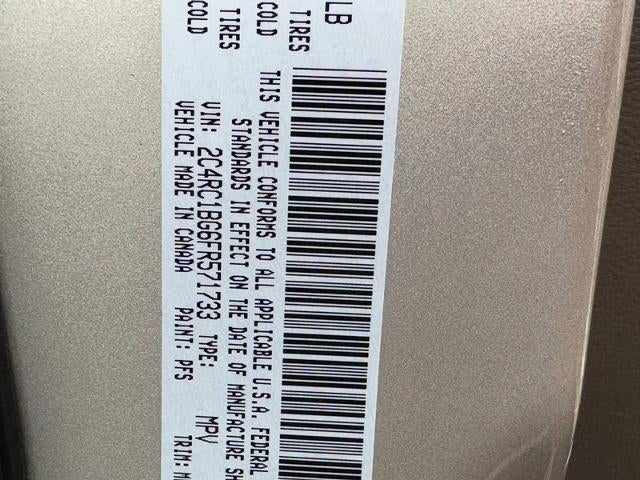 LB
TIRES
COLD
TIRES
COLD
THIS VEHICLE CONFORMS TO ALL APPLICABLE U.S.A. FEDERAL
STANDARDS IN EFFECT ON THE DATE OF MANUFACTURE SH
VIN: 2C4RC1BG6FR571733 TYPE: MPV
VEHICLE MADE IN CANADA PAINT: PFS TRIM: M